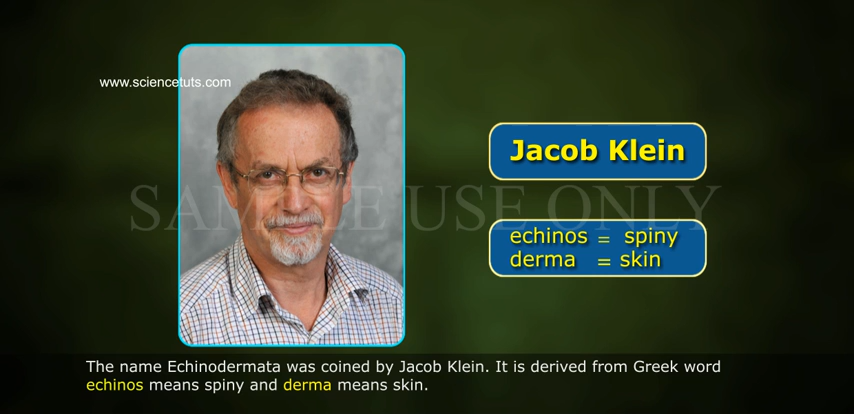 www.sciencetuts.com
Jacob Klein
SAMPLE USE ONLY
echinos = spiny
derma = skin
The name Echinodermata was coined by Jacob Klein. It is derived from Greek word
echinos means spiny and derma means skin.